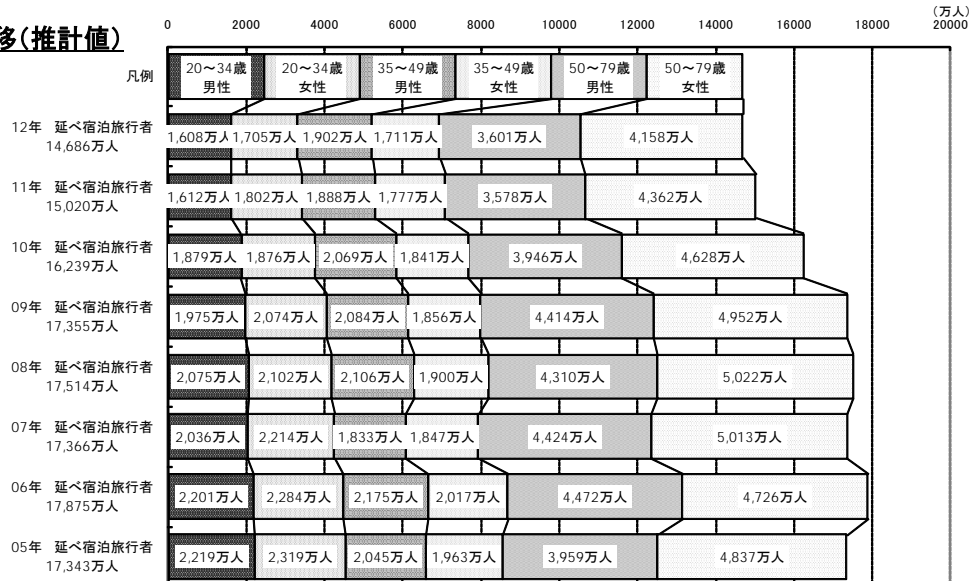 (万人)
0 2000 4000 6000 8000 10000 12000 14000 16000 18000 20000
移(推計値)
凡例
20～34歳 20～34歳 35～49歳 35～49歳 50～79歳 50～79歳
男性 女性 男性 女性 男性 女性
12年 延べ宿泊旅行者
14,686万人
1,608万人 1,705万人 1,902万人 1,711万人 3,601万人 4,158万人
11年 延べ宿泊旅行者
15,020万人
1,612万人 1,802万人 1,888万人 1,777万人 3,578万人 4,362万人
10年 延べ宿泊旅行者
16,239万人
1,879万人 1,876万人 2,069万人 1,841万人 3,946万人 4,628万人
09年 延べ宿泊旅行者
17,355万人
1,975万人 2,074万人 2,084万人 1,856万人 4,414万人 4,952万人
08年 延べ宿泊旅行者
17,514万人
2,075万人 2,102万人 2,106万人 1,900万人 4,310万人 5,022万人
07年 延べ宿泊旅行者
17,366万人
2,036万人 2,214万人 1,833万人 1,847万人 4,424万人 5,013万人
06年 延べ宿泊旅行者
17,875万人
2,201万人 2,284万人 2,175万人 2,017万人 4,472万人 4,726万人
05年 延べ宿泊旅行者
17,343万人
2,219万人 2,319万人 2,045万人 1,963万人 3,959万人 4,837万人